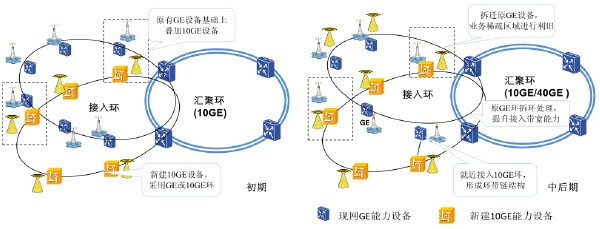 原有GE设备基础上
叠加10GE设备
接入环
汇聚环
(10GE)
新建10GE设备,
采用GE或10GE环
初期
拆迁原GE设备,
业务稀疏区域进行利旧
接入环
汇聚环
(10GE/40GE)
原GE环拆环处理,
提升接入带宽能力
GE
就近接入10GE环,
形成环带链结构
中后期
现网GE能力设备
新建10GE能力设备